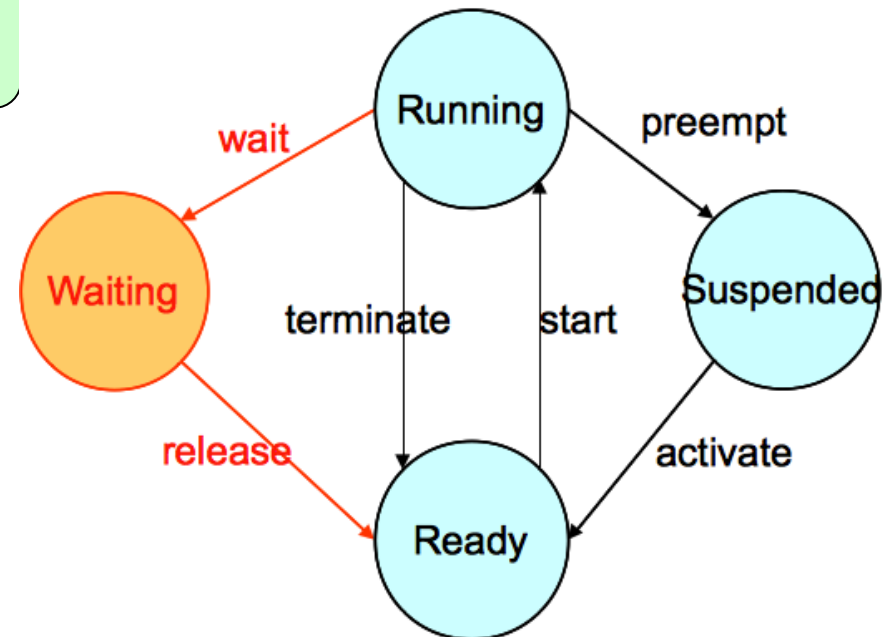 Running
preempt
wait
Waiting
Suspended
terminate
start
release
activate
Ready